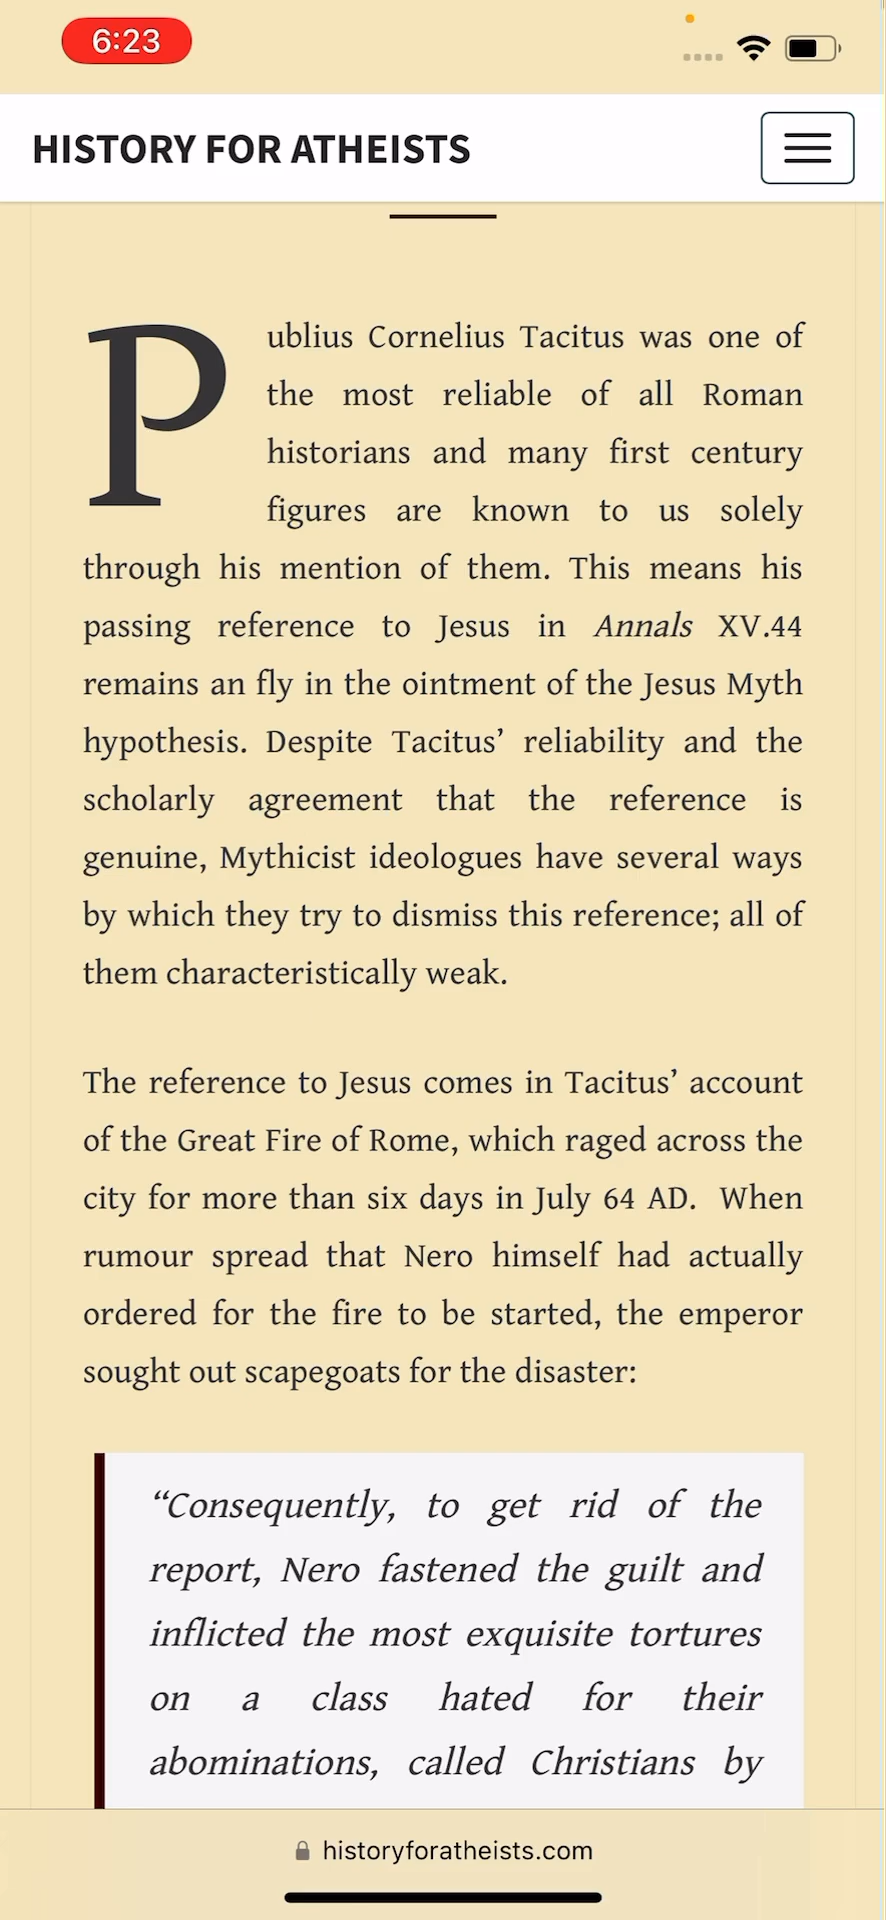 6:23
HISTORY FOR ATHEISTS
Publius Cornelius Tacitus was one of
the most reliable of all Roman
historians and many first century
figures are known to us solely
through his mention of them. This means his
passing reference to Jesus in Annals XV.44
remains an fly in the ointment of the Jesus Myth
hypothesis. Despite Tacitus’ reliability and the
scholarly agreement that the reference is
genuine, Mythicist ideologues have several ways
by which they try to dismiss this reference; all of
them characteristically weak.
The reference to Jesus comes in Tacitus’ account
of the Great Fire of Rome, which raged across the
city for more than six days in July 64 AD. When
rumour spread that Nero himself had actually
ordered for the fire to be started, the emperor
sought out scapegoats for the disaster:
“Consequently, to get rid of the
report, Nero fastened the guilt and
inflicted the most exquisite tortures
on a class hated for their
abominations, called Christians by
historyforatheists.com